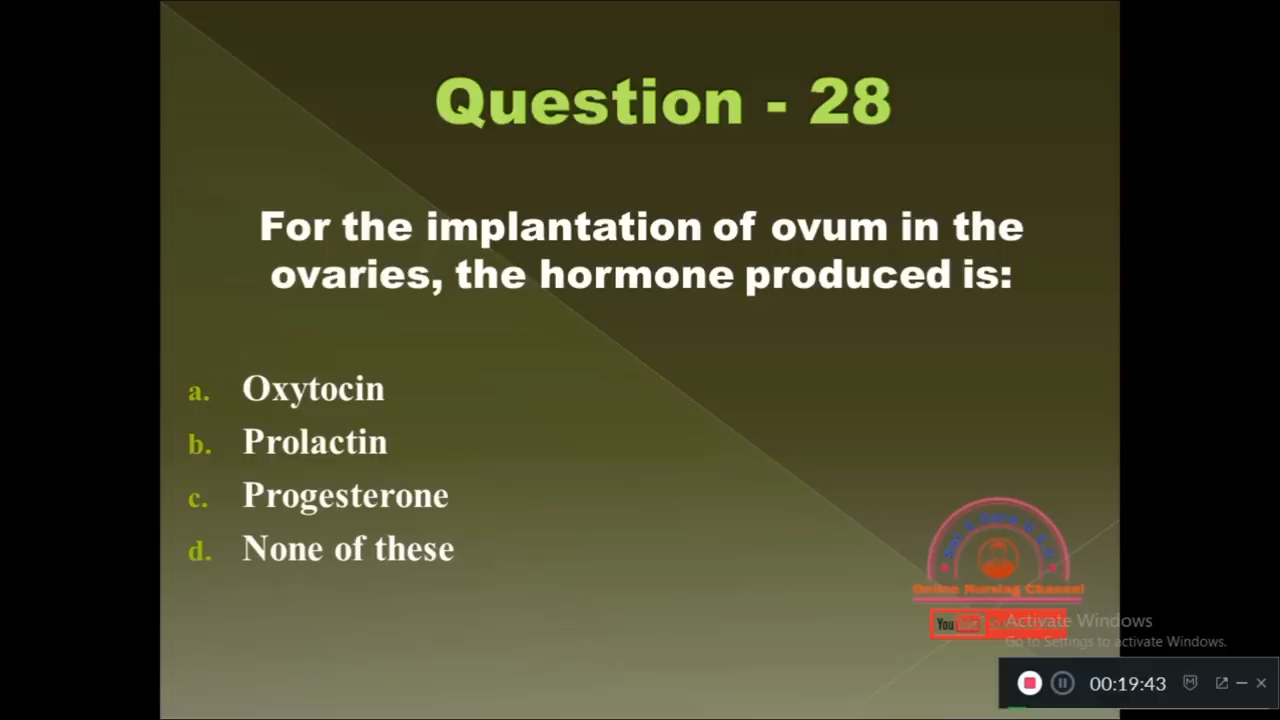 Question - 28
For the implantation of ovum in the
ovaries, the hormone produced is:
a. Oxytocin
b. Prolactin
c. Progesterone
d. None of these
Online Nursing Channel
You
Activate Windows
Go to Settings to activate Windows.
00:19:43